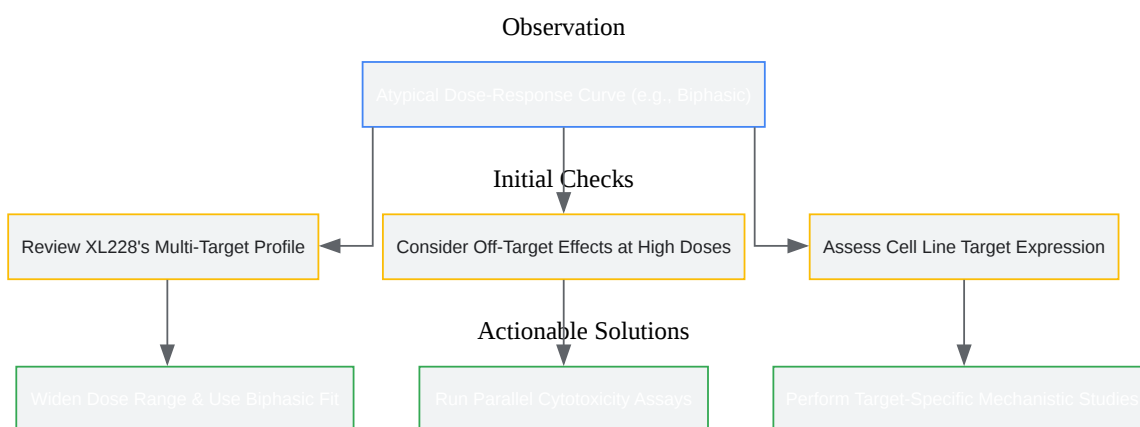 Observation
Atypical Dose-Response Curve (e.g., Biphasic)
Initial Checks
Review XL228's Multi-Target Profile
Consider Off-Target Effects at High Doses
Assess Cell Line Target Expression
Actionable Solutions
Widen Dose Range & Use Biphasic Fit
Run Parallel Cytotoxicity Assays
Perform Target-Specific Mechanistic Studies